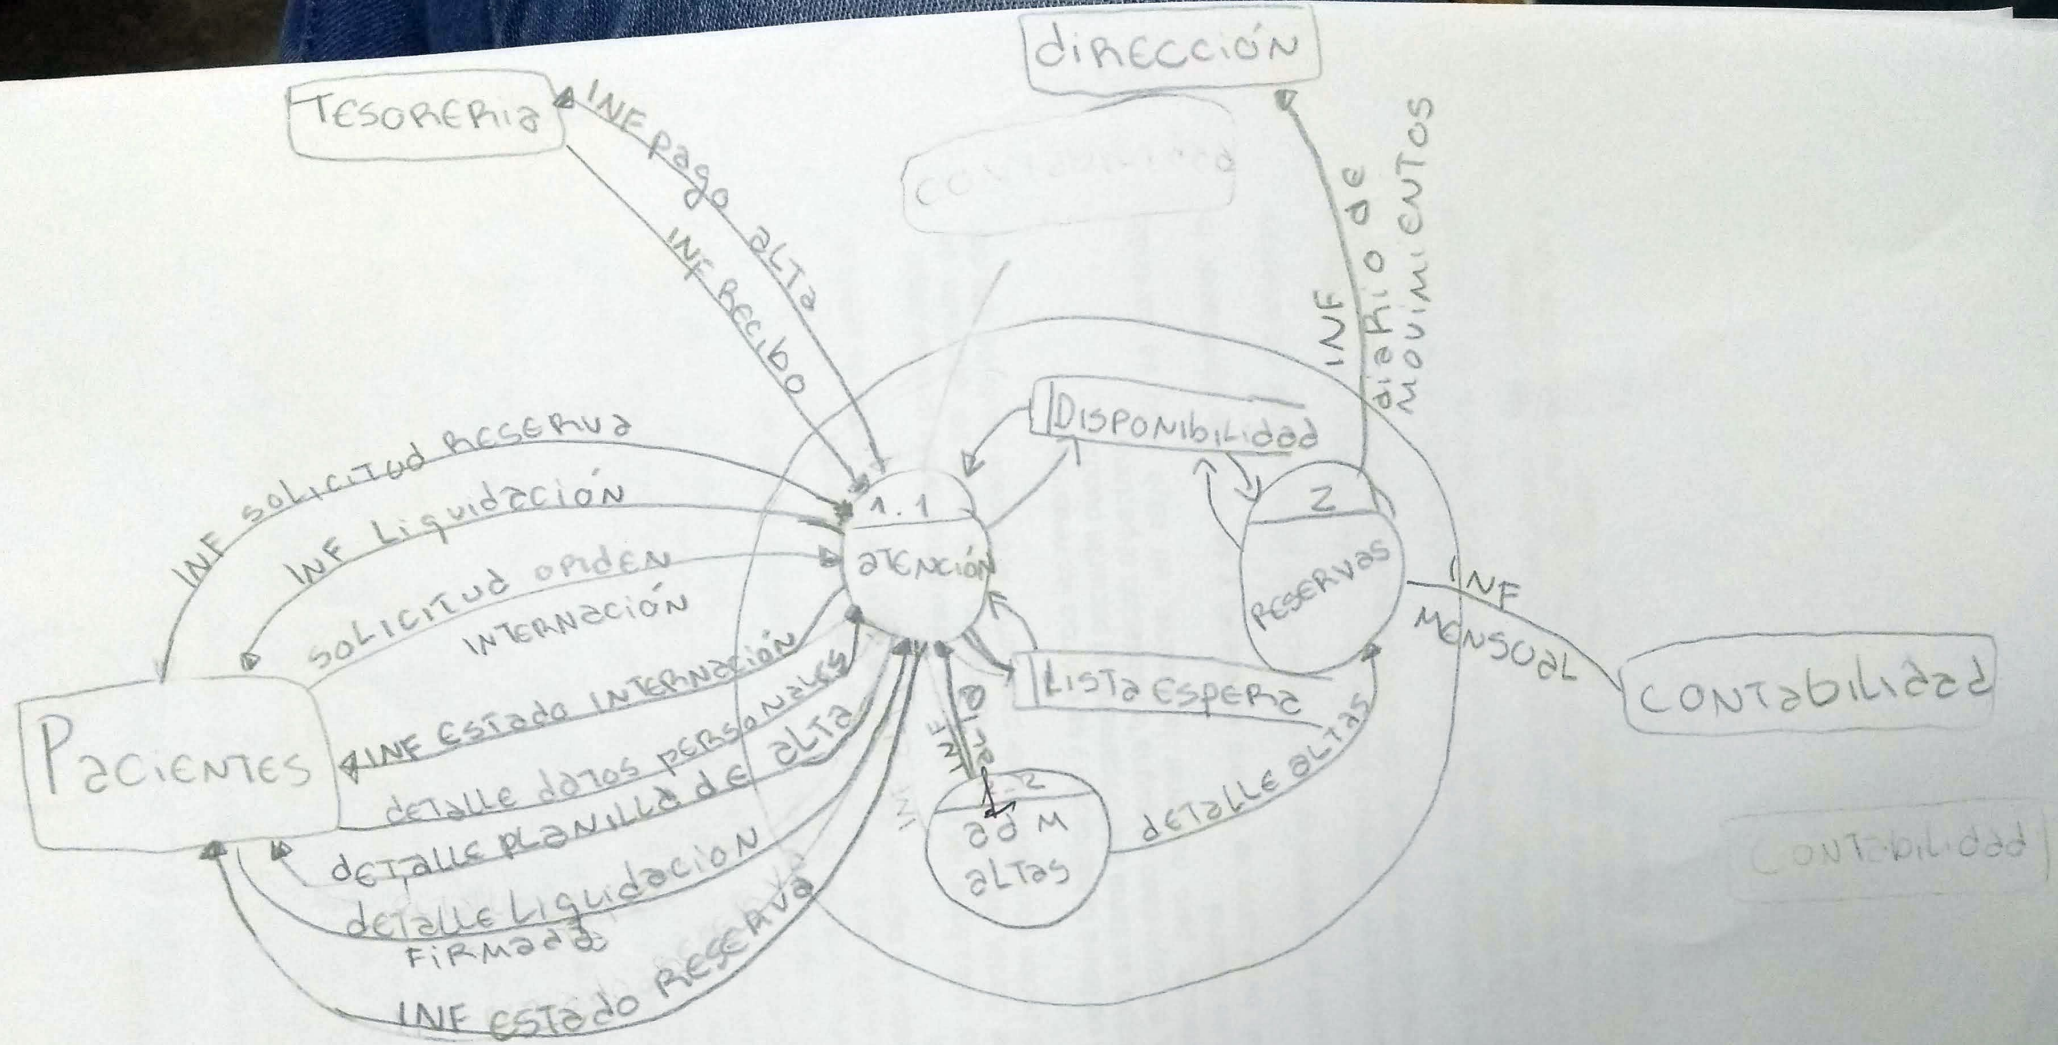 dirección
TESORERIA
INF pago alta
INF RECibo
INF
diario de
MOVIMIENTOS
DISPONibiLidad
INF SOLICITUD RESERVA
INF Liquidación
SOLICITUD ORDEN
INTERNACIÓN
1.1
ATENCIÓN
2
RESERVAS
INF
MENSUAL
CONTabilidad
Pacientes
INF ESTADO INTERNACIÓN
detalle datos personales
detalle planilla de alta
detalle Liquidacion
Firmada
INF ESTADO RESERVA
LISTA ESPERA
INF
adM
altas
detalle altas
CONTabilidad